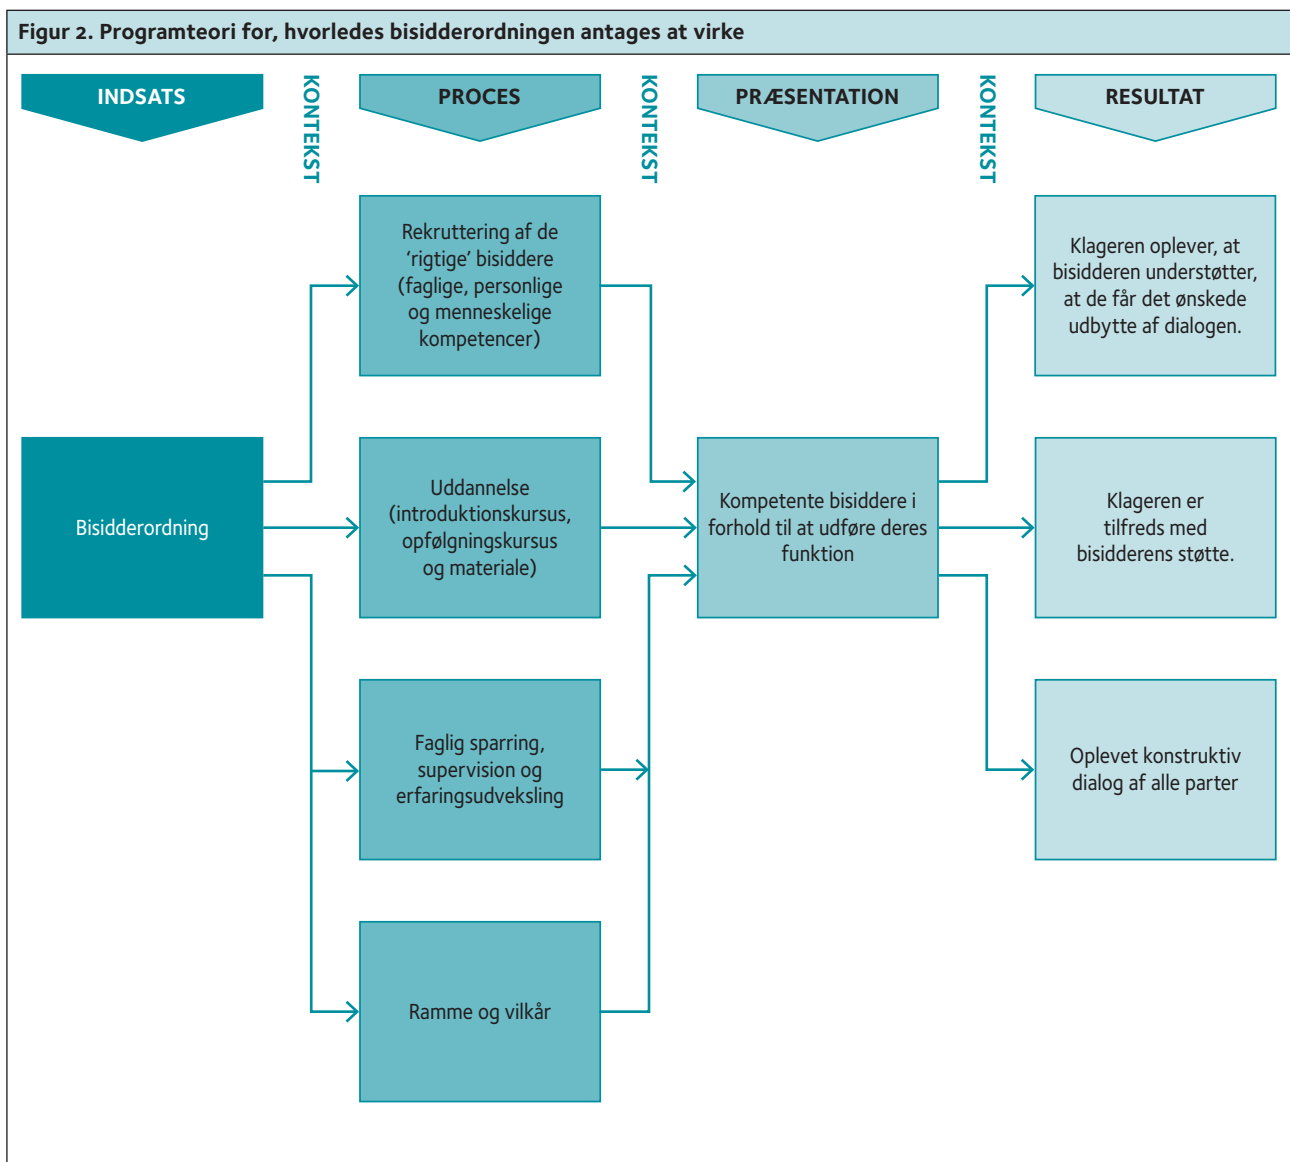 Figur 2. Programteori for, hvorledes bisidderordningen antages at virke
INDSATS
KONTEKST
PROCES
KONTEKST
PRÆSENTATION
KONTEKST
RESULTAT
Bisidderordning
Rekruttering af de
‘rigtige’ bisiddere
(faglige, personlige
og menneskelige
kompetencer)
Uddannelse
(introduktionskursus,
opfølgningskursus
og materiale)
Faglig sparring,
supervision og
erfaringsudveksling
Ramme og vilkår
Kompetente bisiddere i
forhold til at udføre deres
funktion
Klageren oplever, at
bisidderen understøtter,
at de får det ønskede
udbytte af dialogen.
Klageren er
tilfreds med
bisidderens støtte.
Oplevet konstruktiv
dialog af alle parter